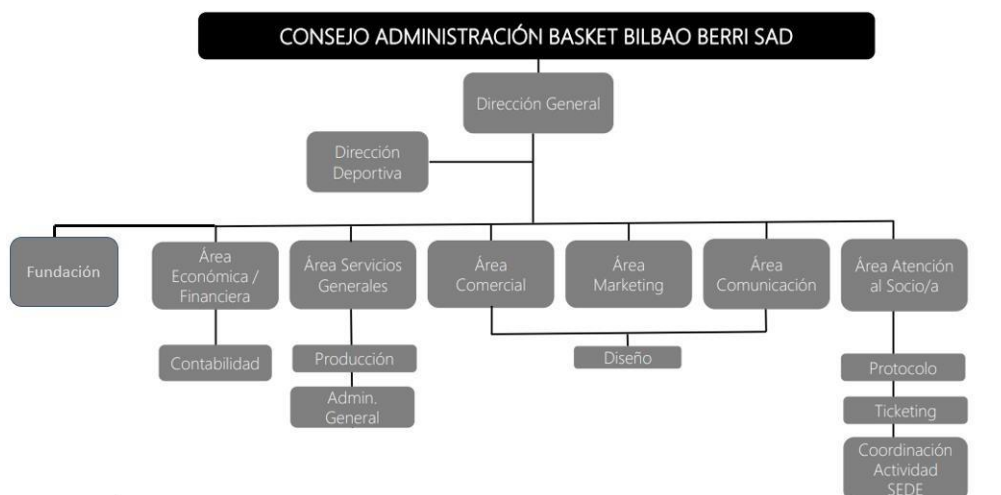 CONSEJO ADMINISTRACIÓN BASKET BILBAO BERRI SAD
Dirección General
Dirección
Deportiva
Fundación
Área
Económica /
Financiera
Área Servicios
Generales
Área
Comercial
Área
Marketing
Área
Comunicación
Área Atención
al Socio/a
Contabilidad
Producción
Admin.
General
Diseño
Protocolo
Ticketing
Coordinación
Actividad
SEDE